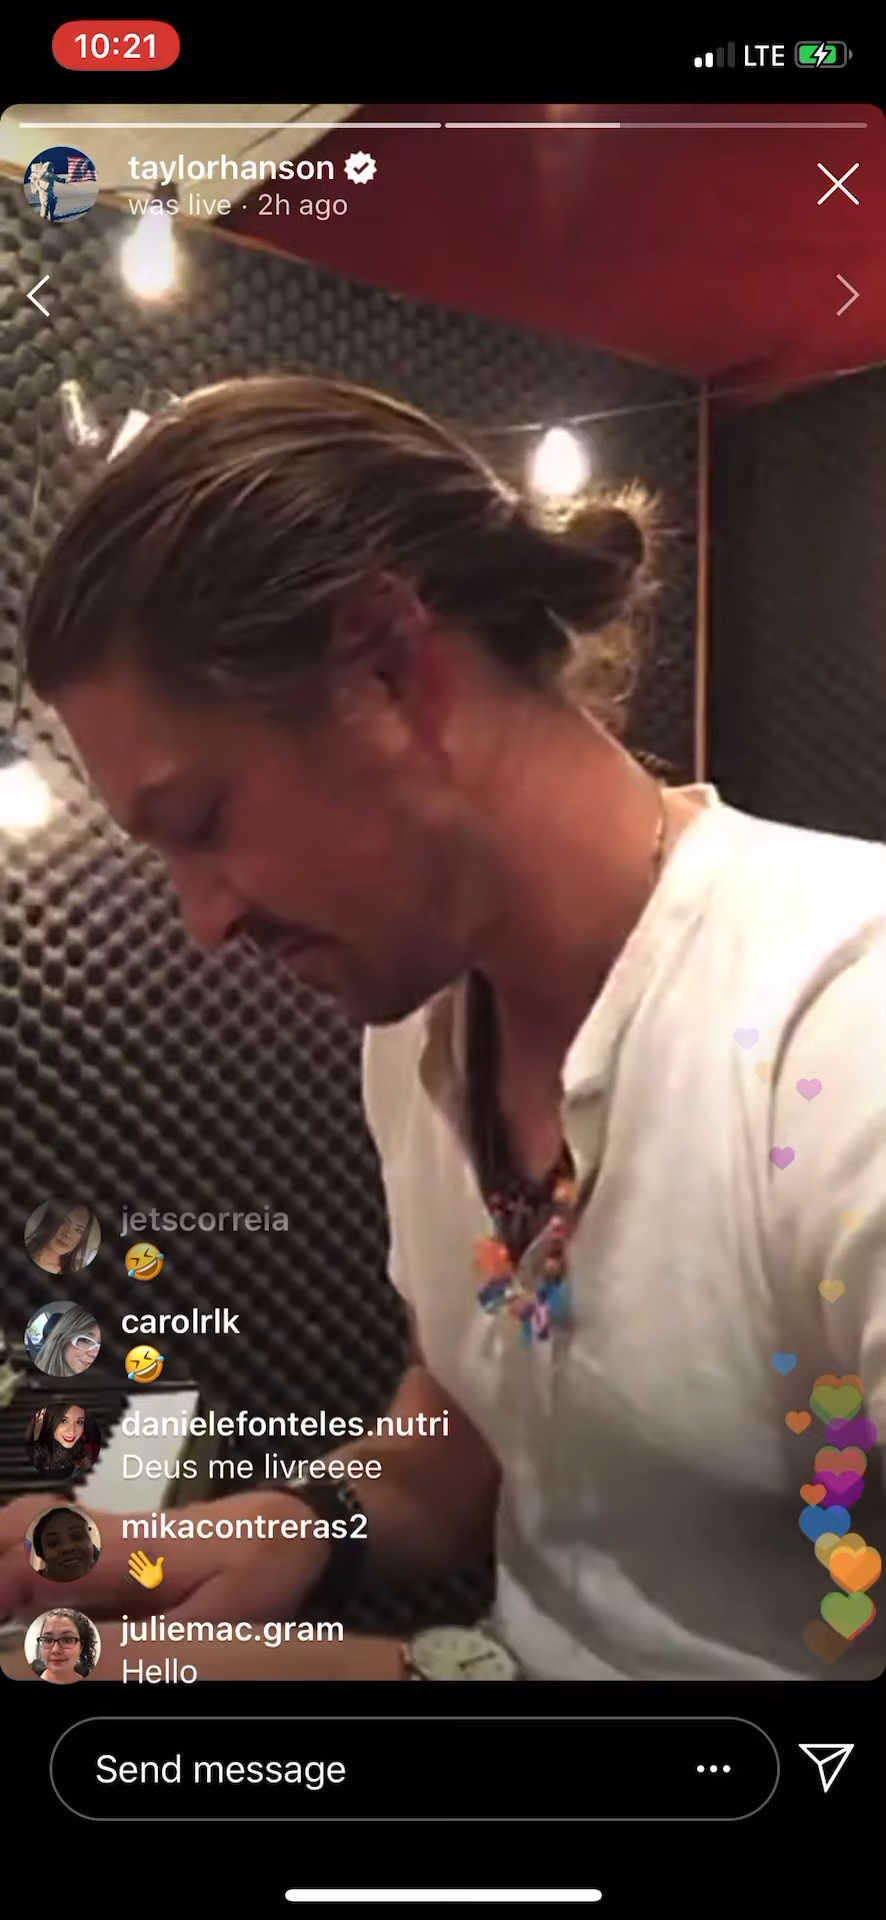 10:21
LTE
taylorhanson
was live · 2h ago
jetscorreia
🤣
carolrlk
🤣
danielefonteles.nutri
Deus me livreeee
mikacontreras2
👋
juliemac.gram
Hello
Send message